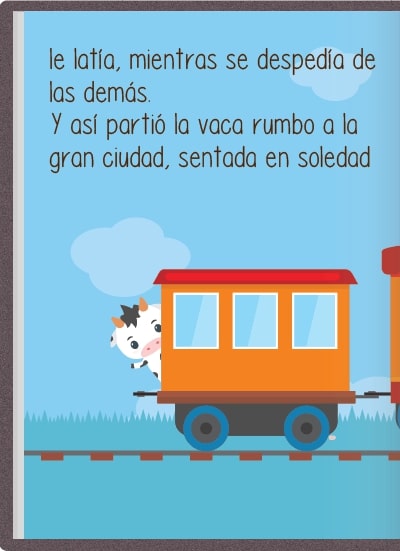 le latía, mientras se despedía de
las demás.
Y así partió la vaca rumbo a la
gran ciudad, sentada en soledad